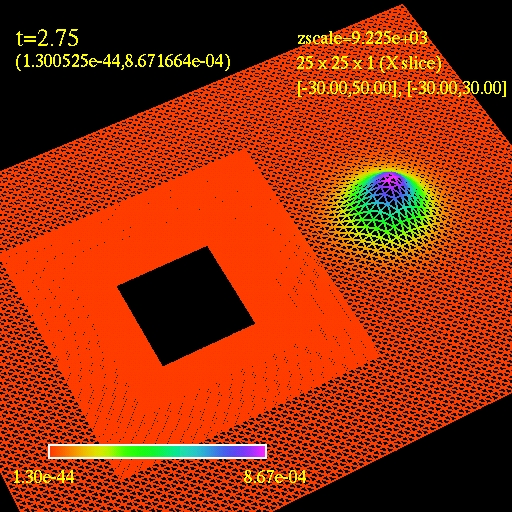 t=2.75
(1.300525e-44,8.671664e-04)
zscale=9.225e+03
25 x 25 x 1 (X slice)
[-30.00,50.00], [-30.00,30.00]
1.30e-44
8.67e-04